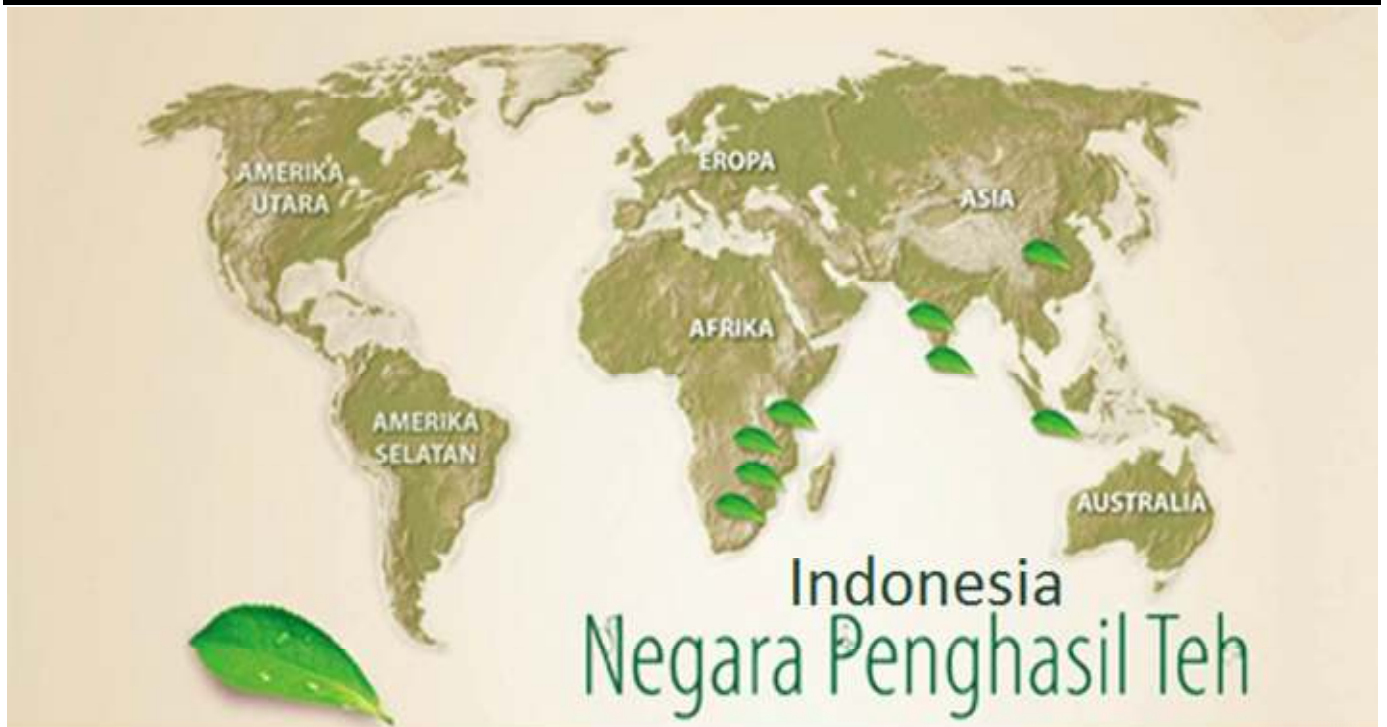 AMERIKA
UTARA
EROPA
ASIA
AFRIKA
AMERIKA
SELATAN
AUSTRALIA
Indonesia
Negara Penghasil Teh